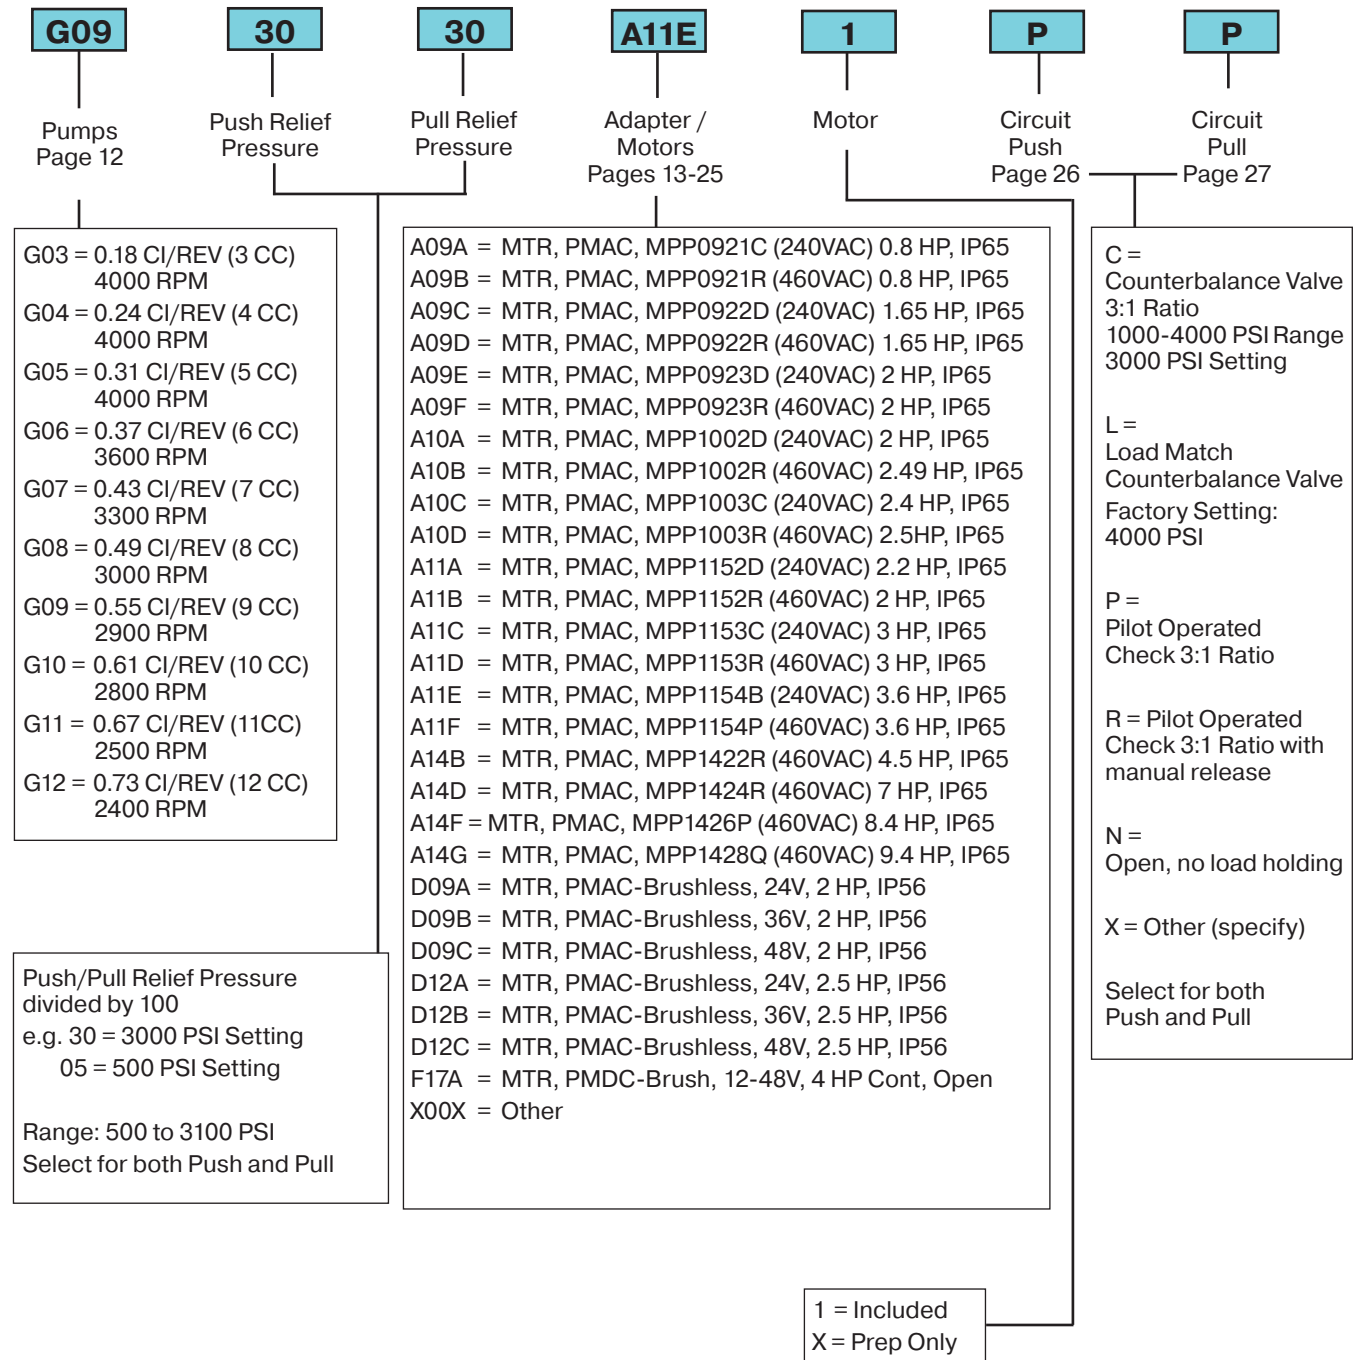 G09 30 30 A11E 1 P P
Pumps
Page 12
Push Relief
Pressure
Pull Relief
Pressure
Adapter /
Motors
Pages 13-25
Motor
Circuit
Push
Page 26
Circuit
Pull
Page 27
G03 = 0.18 CI/REV (3 CC)
4000 RPM
G04 = 0.24 CI/REV (4 CC)
4000 RPM
G05 = 0.31 CI/REV (5 CC)
4000 RPM
G06 = 0.37 CI/REV (6 CC)
3600 RPM
G07 = 0.43 CI/REV (7 CC)
3300 RPM
G08 = 0.49 CI/REV (8 CC)
3000 RPM
G09 = 0.55 CI/REV (9 CC)
2900 RPM
G10 = 0.61 CI/REV (10 CC)
2800 RPM
G11 = 0.67 CI/REV (11CC)
2500 RPM
G12 = 0.73 CI/REV (12 CC)
2400 RPM
Push/Pull Relief Pressure
divided by 100
e.g. 30 = 3000 PSI Setting
05 = 500 PSI Setting
Range: 500 to 3100 PSI
Select for both Push and Pull
A09A = MTR, PMAC, MPP0921C (240VAC) 0.8 HP, IP65
A09B = MTR, PMAC, MPP0921R (460VAC) 0.8 HP, IP65
A09C = MTR, PMAC, MPP0922D (240VAC) 1.65 HP, IP65
A09D = MTR, PMAC, MPP0922R (460VAC) 1.65 HP, IP65
A09E = MTR, PMAC, MPP0923D (240VAC) 2 HP, IP65
A09F = MTR, PMAC, MPP0923R (460VAC) 2 HP, IP65
A10A = MTR, PMAC, MPP1002D (240VAC) 2 HP, IP65
A10B = MTR, PMAC, MPP1002R (460VAC) 2.49 HP, IP65
A10C = MTR, PMAC, MPP1003C (240VAC) 2.4 HP, IP65
A10D = MTR, PMAC, MPP1003R (460VAC) 2.5HP, IP65
A11A = MTR, PMAC, MPP1152D (240VAC) 2.2 HP, IP65
A11B = MTR, PMAC, MPP1152R (460VAC) 2 HP, IP65
A11C = MTR, PMAC, MPP1153C (240VAC) 3 HP, IP65
A11D = MTR, PMAC, MPP1153R (460VAC) 3 HP, IP65
A11E = MTR, PMAC, MPP1154B (240VAC) 3.6 HP, IP65
A11F = MTR, PMAC, MPP1154P (460VAC) 3.6 HP, IP65
A14B = MTR, PMAC, MPP1422R (460VAC) 4.5 HP, IP65
A14D = MTR, PMAC, MPP1424R (460VAC) 7 HP, IP65
A14F = MTR, PMAC, MPP1426P (460VAC) 8.4 HP, IP65
A14G = MTR, PMAC, MPP1428Q (460VAC) 9.4 HP, IP65
D09A = MTR, PMAC-Brushless, 24V, 2 HP, IP56
D09B = MTR, PMAC-Brushless, 36V, 2 HP, IP56
D09C = MTR, PMAC-Brushless, 48V, 2 HP, IP56
D12A = MTR, PMAC-Brushless, 24V, 2.5 HP, IP56
D12B = MTR, PMAC-Brushless, 36V, 2.5 HP, IP56
D12C = MTR, PMAC-Brushless, 48V, 2.5 HP, IP56
F17A = MTR, PMDC-Brush, 12-48V, 4 HP Cont, Open
X00X = Other
1 = Included
X = Prep Only
C =
Counterbalance Valve
3:1 Ratio
1000-4000 PSI Range
3000 PSI Setting
L =
Load Match
Counterbalance Valve
Factory Setting:
4000 PSI
P =
Pilot Operated
Check 3:1 Ratio
R = Pilot Operated
Check 3:1 Ratio with
manual release
N =
Open, no load holding
X = Other (specify)
Select for both
Push and Pull